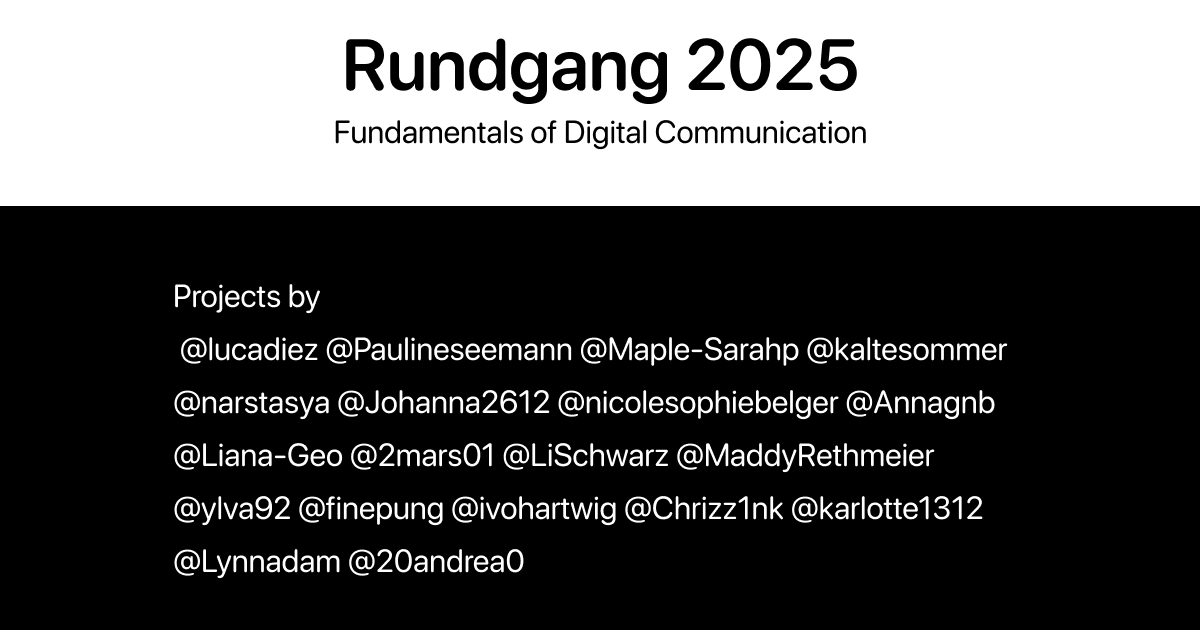 Rundgang 2025
Fundamentals of Digital Communication
Projects by
@lucadiez @Paulineseemann @Maple-Sarahp @kaltesommer
@narstasya @Johanna2612 @nicolesophiebelger @Annagnb
@Liana-Geo @2mars01 @LiSchwarz @MaddyRethmeier
@ylva92 @finepung @ivohartwig @Chrizz1nk @karlotte1312
@Lynnadam @20andrea0